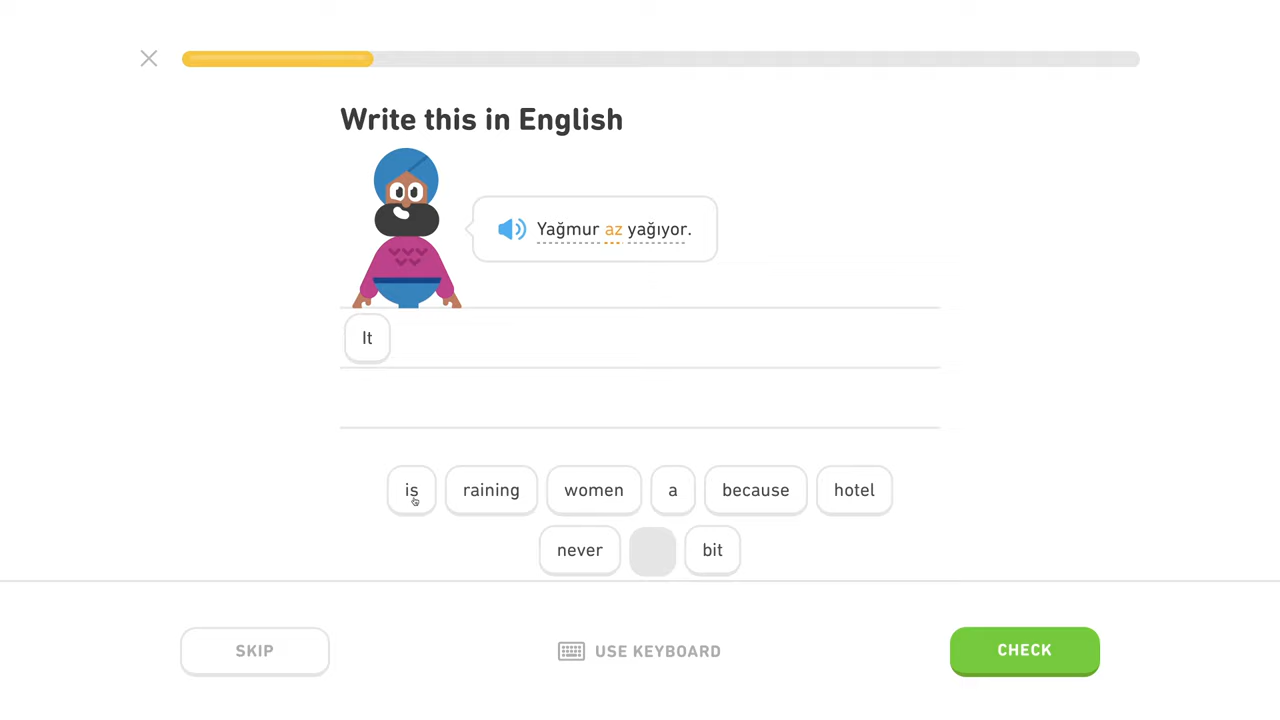 Write this in English
Yağmur az yağıyor.
It
is raining women a because hotel
never bit
SKIP USE KEYBOARD CHECK